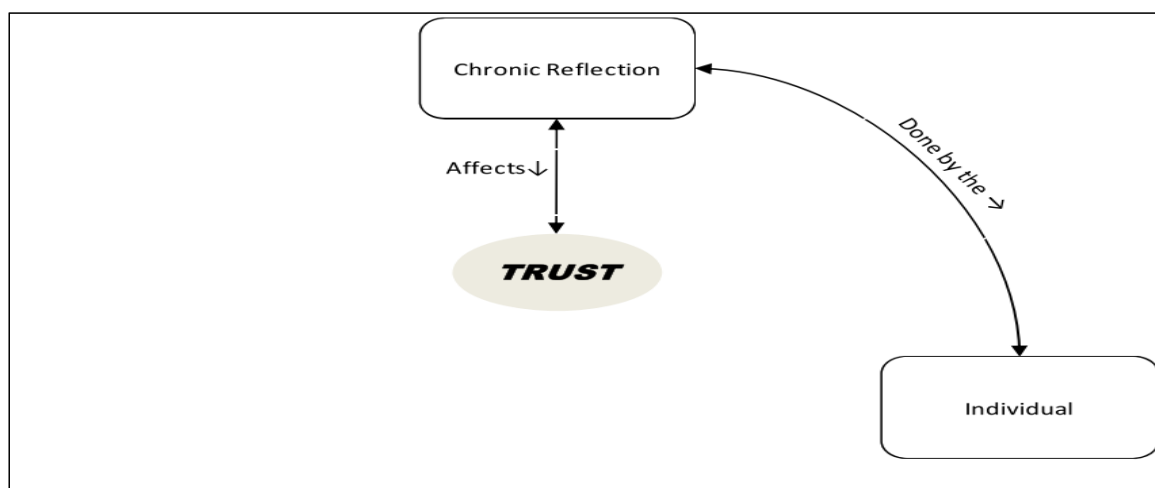 Chronic Reflection
Done by the →
Affects↓
TRUST
Individual